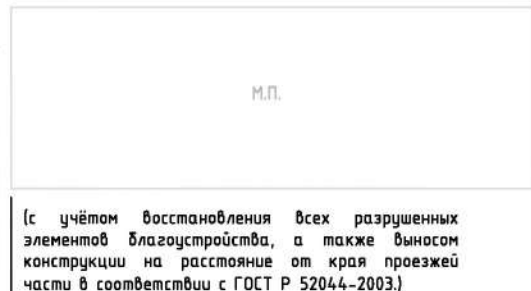 М.П.
(с учётом восстановления всех разрушенных
элементов благоустройства, а также выносом
конструкции на расстояние от края проезжей
части в соответствии с ГОСТ Р 52044-2003.)